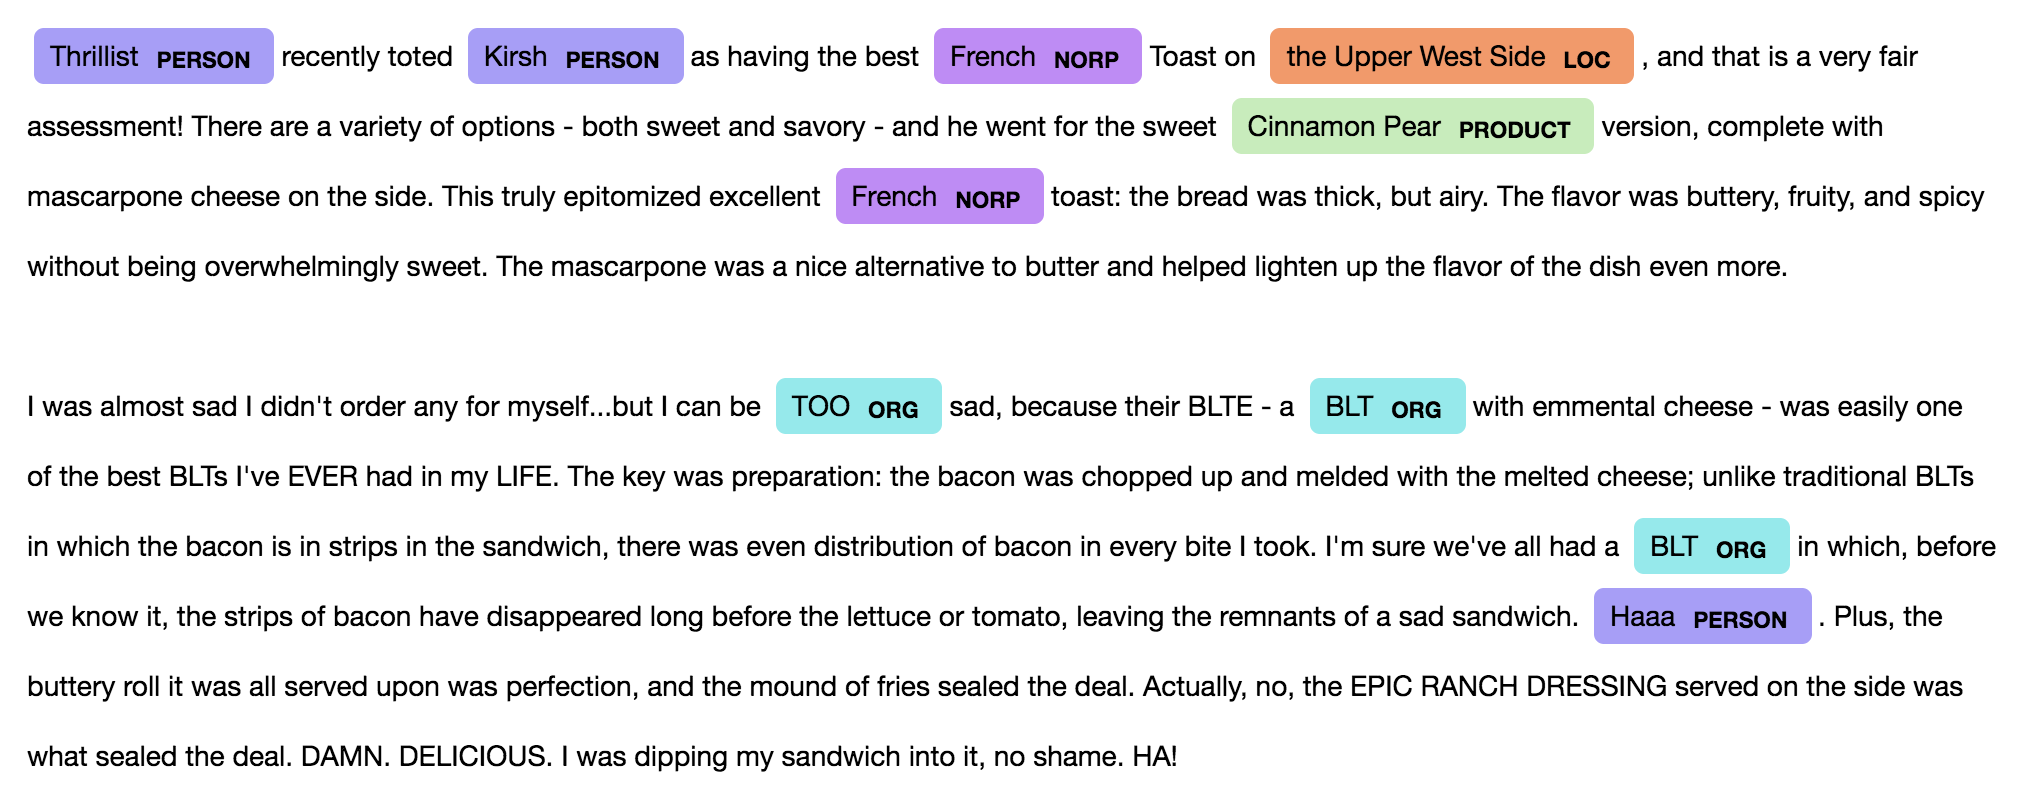 Thrillist PERSON recently toted Kirsh PERSON as having the best French NORP Toast on the Upper West Side LOC , and that is a very fair
assessment! There are a variety of options - both sweet and savory - and he went for the sweet Cinnamon Pear PRODUCT version, complete with
mascarpone cheese on the side. This truly epitomized excellent French NORP toast: the bread was thick, but airy. The flavor was buttery, fruity, and spicy
without being overwhelmingly sweet. The mascarpone was a nice alternative to butter and helped lighten up the flavor of the dish even more.
I was almost sad I didn't order any for myself...but I can be TOO ORG sad, because their BLTE - a BLT ORG with emmental cheese - was easily one
of the best BLTs I've EVER had in my LIFE. The key was preparation: the bacon was chopped up and melded with the melted cheese; unlike traditional BLTs
in which the bacon is in strips in the sandwich, there was even distribution of bacon in every bite I took. I'm sure we've all had a BLT ORG in which, before
we know it, the strips of bacon have disappeared long before the lettuce or tomato, leaving the remnants of a sad sandwich. Haaa PERSON . Plus, the
buttery roll it was all served upon was perfection, and the mound of fries sealed the deal. Actually, no, the EPIC RANCH DRESSING served on the side was
what sealed the deal. DAMN. DELICIOUS. I was dipping my sandwich into it, no shame. HA!